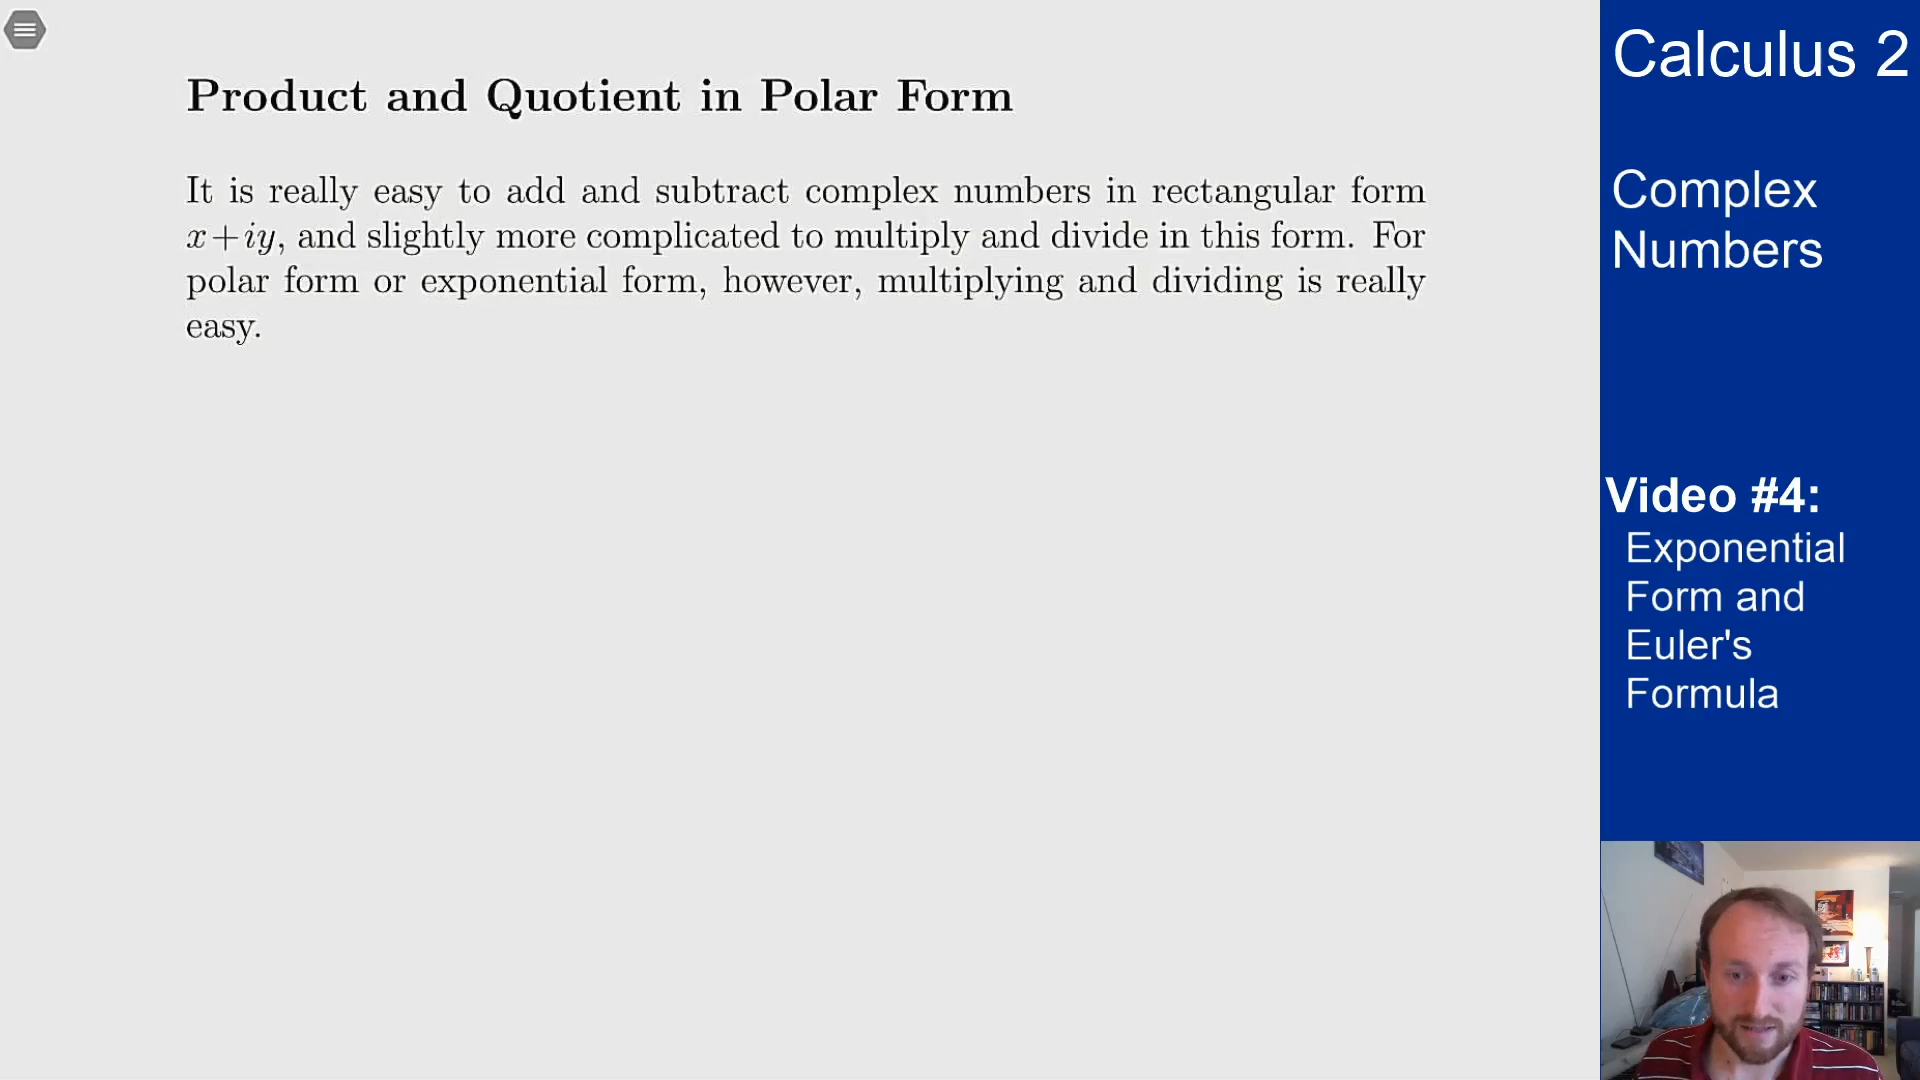 Product and Quotient in Polar Form
It is really easy to add and subtract complex numbers in rectangular form
x + iy, and slightly more complicated to multiply and divide in this form. For
polar form or exponential form, however, multiplying and dividing is really
easy.
Calculus 2
Complex
Numbers
Video #4:
Exponential
Form and
Euler's
Formula